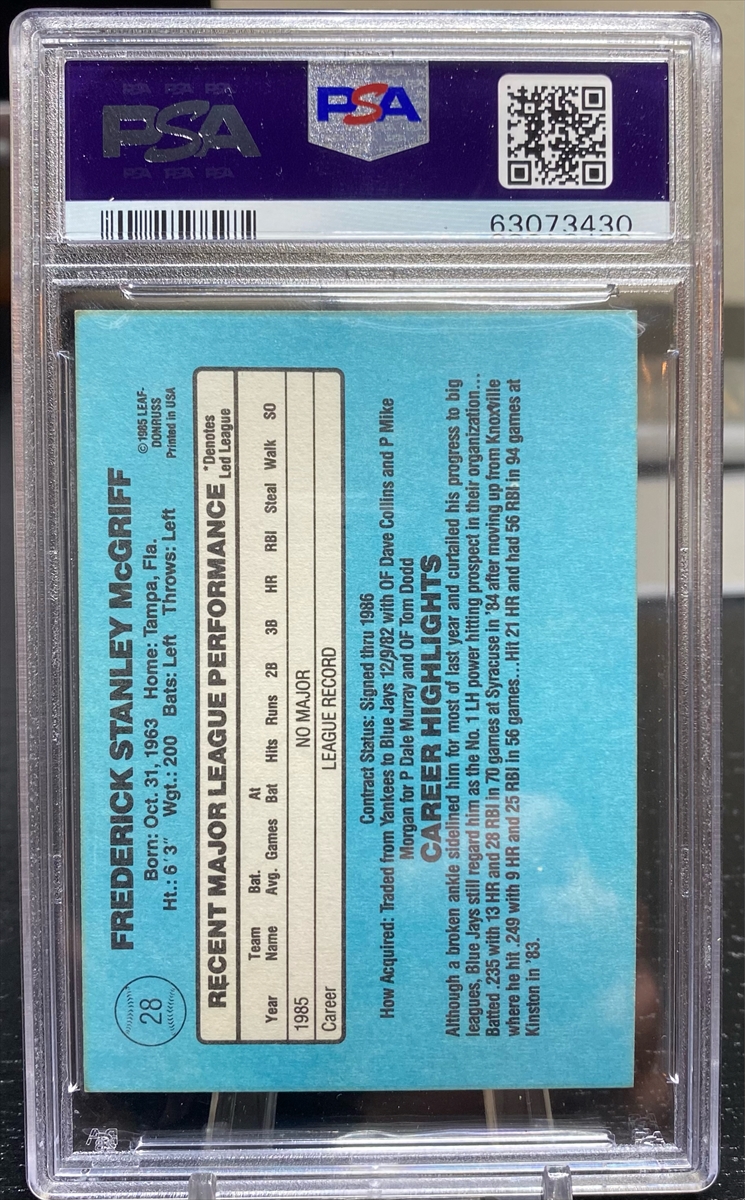 PSA PSA PSA
PSA
PSA PSA PSA
PSA
63073430
28
FREDERICK STANLEY McGRIFF
Born: Oct. 31, 1963 Home: Tampa, Fla.
Ht.: 6'3" Wgt.: 200 Bats: Left Throws: Left
©1985 LEAF-
DONRUSS
Printed in USA
RECENT MAJOR LEAGUE PERFORMANCE
*Denotes
Led League
Year Team Name Bat. Avg. Games At Bat Hits Runs 2B 3B HR RBI Steal Walk SO
1985 NO MAJOR
Career LEAGUE RECORD
Contract Status: Signed thru 1986
How Acquired: Traded from Yankees to Blue Jays 12/9/82 with OF Dave Collins and P Mike
Morgan for P Dale Murray and OF Tom Dodd
CAREER HIGHLIGHTS
Although a broken ankle sidelined him for most of last year and curtailed his progress to big
leagues, Blue Jays still regard him as the No. 1 LH power hitting prospect in their organization...
Batted .235 with 13 HR and 28 RBI in 70 games at Syracuse in '84 after moving up from Knoxville
where he hit .249 with 9 HR and 25 RBI in 56 games...Hit 21 HR and had 56 RBI in 94 games at
Kinston in '83.